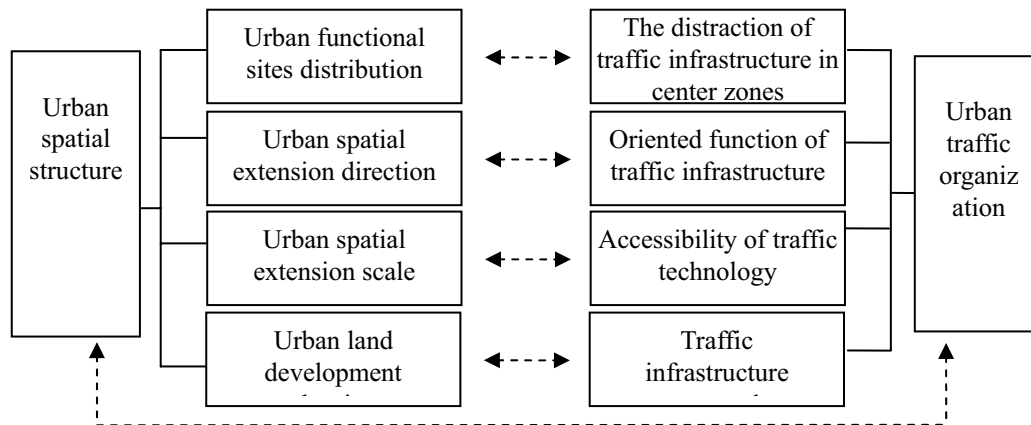 Urban
spatial
structure
Urban functional
sites distribution
Urban spatial
extension direction
Urban spatial
extension scale
Urban land
development
The distraction of
traffic infrastructure in
center zones
Oriented function of
traffic infrastructure
Accessibility of traffic
technology
Traffic
infrastructure
Urban
traffic
organiz
ation